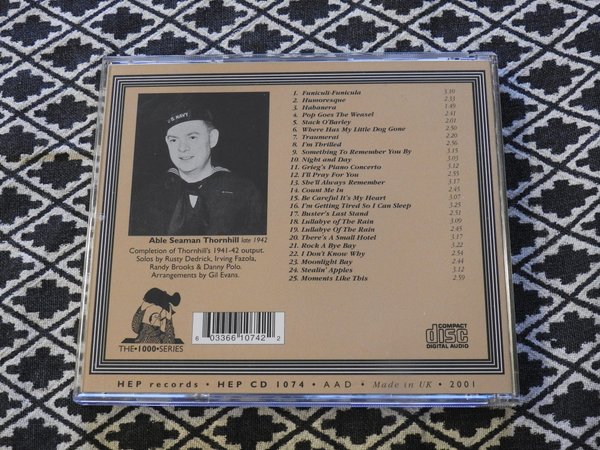 U.S. NAVY
1. Funiculi-Funicula 3.10
2. Humoresque 2.33
3. Habanera 1.49
4. Pop Goes The Weasel 2.41
5. Stack O'Barley 2.01
6. Where Has My Little Dog Gone 2.50
7. Traumerai 2.20
8. I'm Thrilled 2.56
9. Something To Remember You By 3.15
10. Night and Day 3.03
11. Grieg's Piano Concerto 3.12
12. I'll Pray For You 2.55
13. She'll Always Remember 3.17
14. Count Me In 2.45
15. Be Careful It's My Heart 3.07
16. I'm Getting Tired So I Can Sleep 3.25
17. Buster's Last Stand 2.51
18. Lullabye of The Rain 3.09
19. Lullabye Of The Rain 2.45
20. There's A Small Hotel 3.17
21. Rock A Bye Bay 3.22
22. I Don't Know Why 2.54
23. Moonlight Bay 2.44
24. Stealin' Apples 3.12
25. Moments Like This 2.59
Able Seaman Thornhill late 1942
Completion of Thornhill's 1941-42 output.
Solos by Rusty Dedrick, Irving Fazola,
Randy Brooks & Danny Polo.
Arrangements by Gil Evans.
THE•1000•SERIES
6 03366 10742 2
COMPACT
disc
DIGITAL AUDIO
HEP records • HEP CD 1074 • AAD • Made in UK • 2001